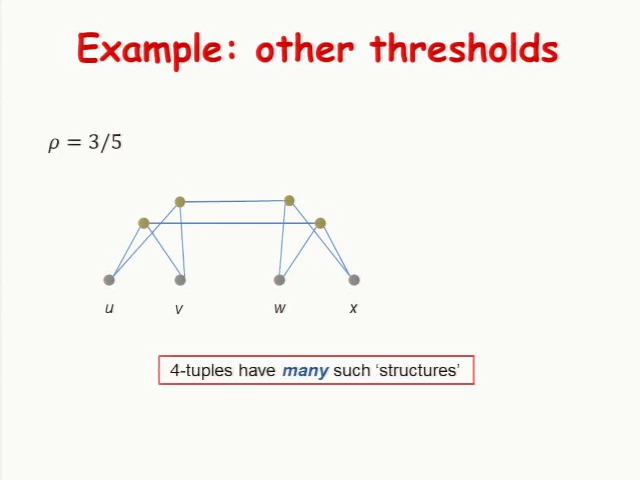 Example: other thresholds
ρ = 3/5
u v w x
4-tuples have many such ‘structures’